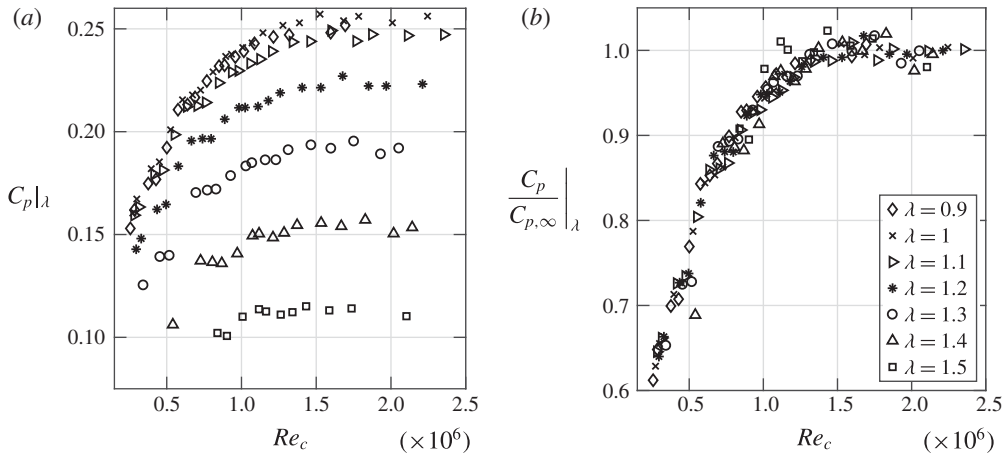 (a)
0.25
0.20
0.15
0.10
C_p|_λ
0.5
1.0
1.5
2.0
2.5
Re_c
(×10^6)
(b)
1.0
0.9
0.8
0.7
0.6
C_p
C_{p,∞}
|_λ
0.5
1.0
1.5
2.0
2.5
Re_c
(×10^6)
λ = 0.9
λ = 1
λ = 1.1
λ = 1.2
λ = 1.3
λ = 1.4
λ = 1.5